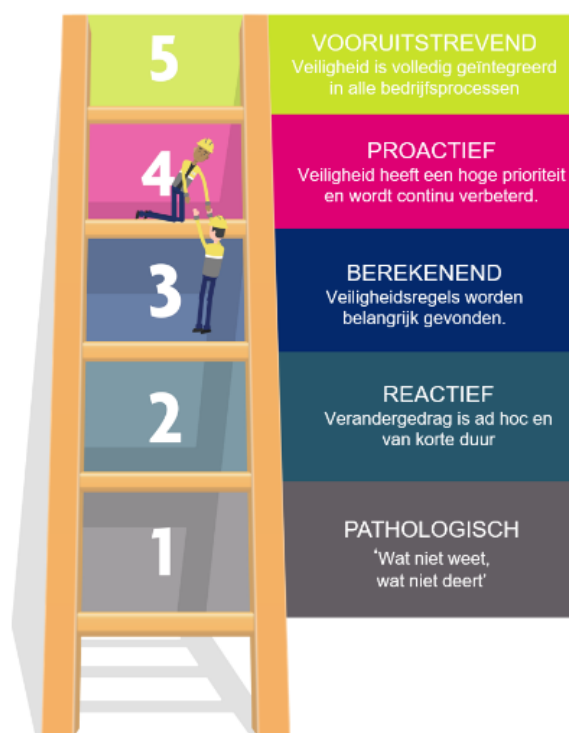 5
VOORUITSTREVEND
Veiligheid is volledig geïntegreerd
in alle bedrijfsprocessen
4
PROACTIEF
Veiligheid heeft een hoge prioriteit
en wordt continu verbeterd.
3
BEREKENEND
Veiligheidsregels worden
belangrijk gevonden.
2
REACTIEF
Verandergedrag is ad hoc en
van korte duur
1
PATHOLOGISCH
‘Wat niet weet,
wat niet deert’